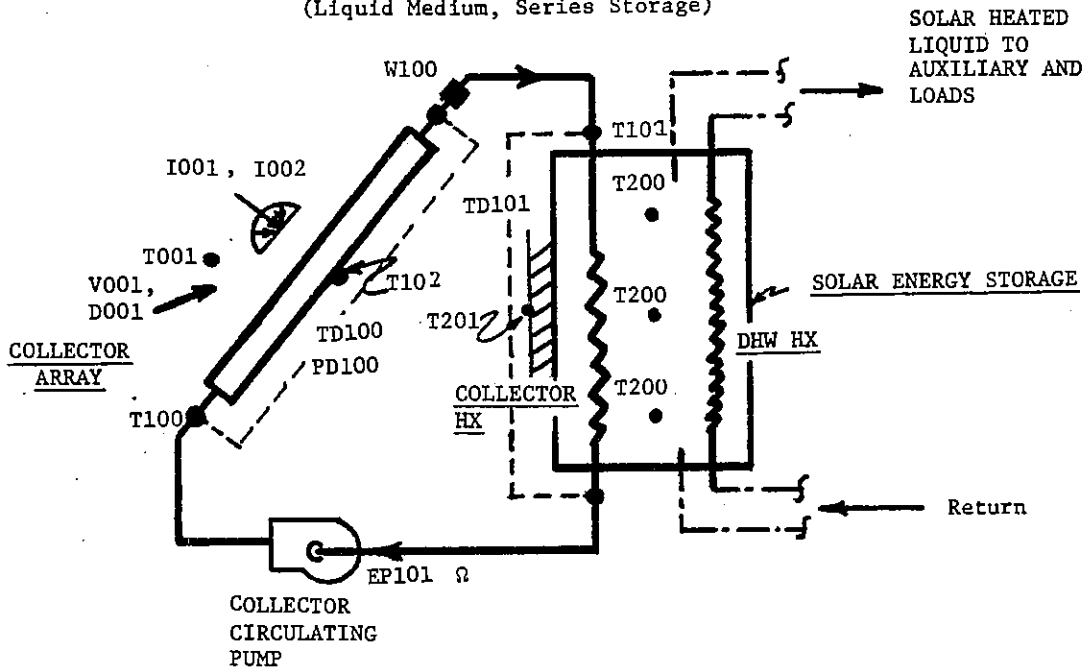 (Liquid Medium, Series Storage)
SOLAR HEATED
LIQUID TO
AUXILIARY AND
LOADS
W100
T101
I001, I002
T200
TD101
T001
V001,
D001
T102
T200
SOLAR ENERGY STORAGE
T201
TD100
DHW HX
COLLECTOR
ARRAY
PD100
T200
COLLECTOR
HX
T100
Return
EP101 Ω
COLLECTOR
CIRCULATING
PUMP